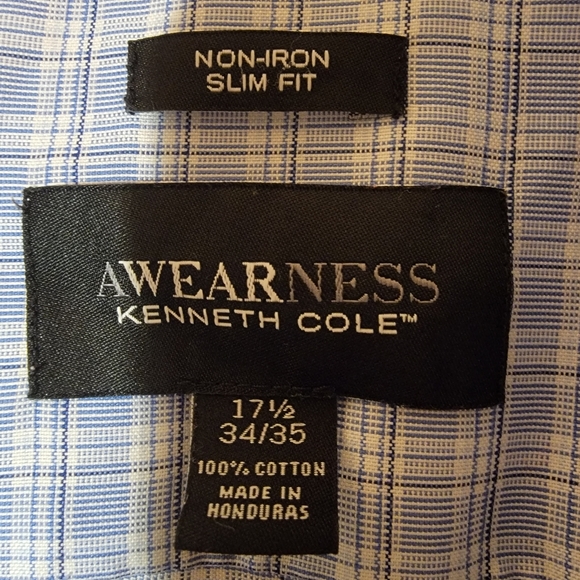 NON-IRON
SLIM FIT
AWEARNESS
KENNETH COLE™
17½
34/35
100% COTTON
MADE IN
HONDURAS